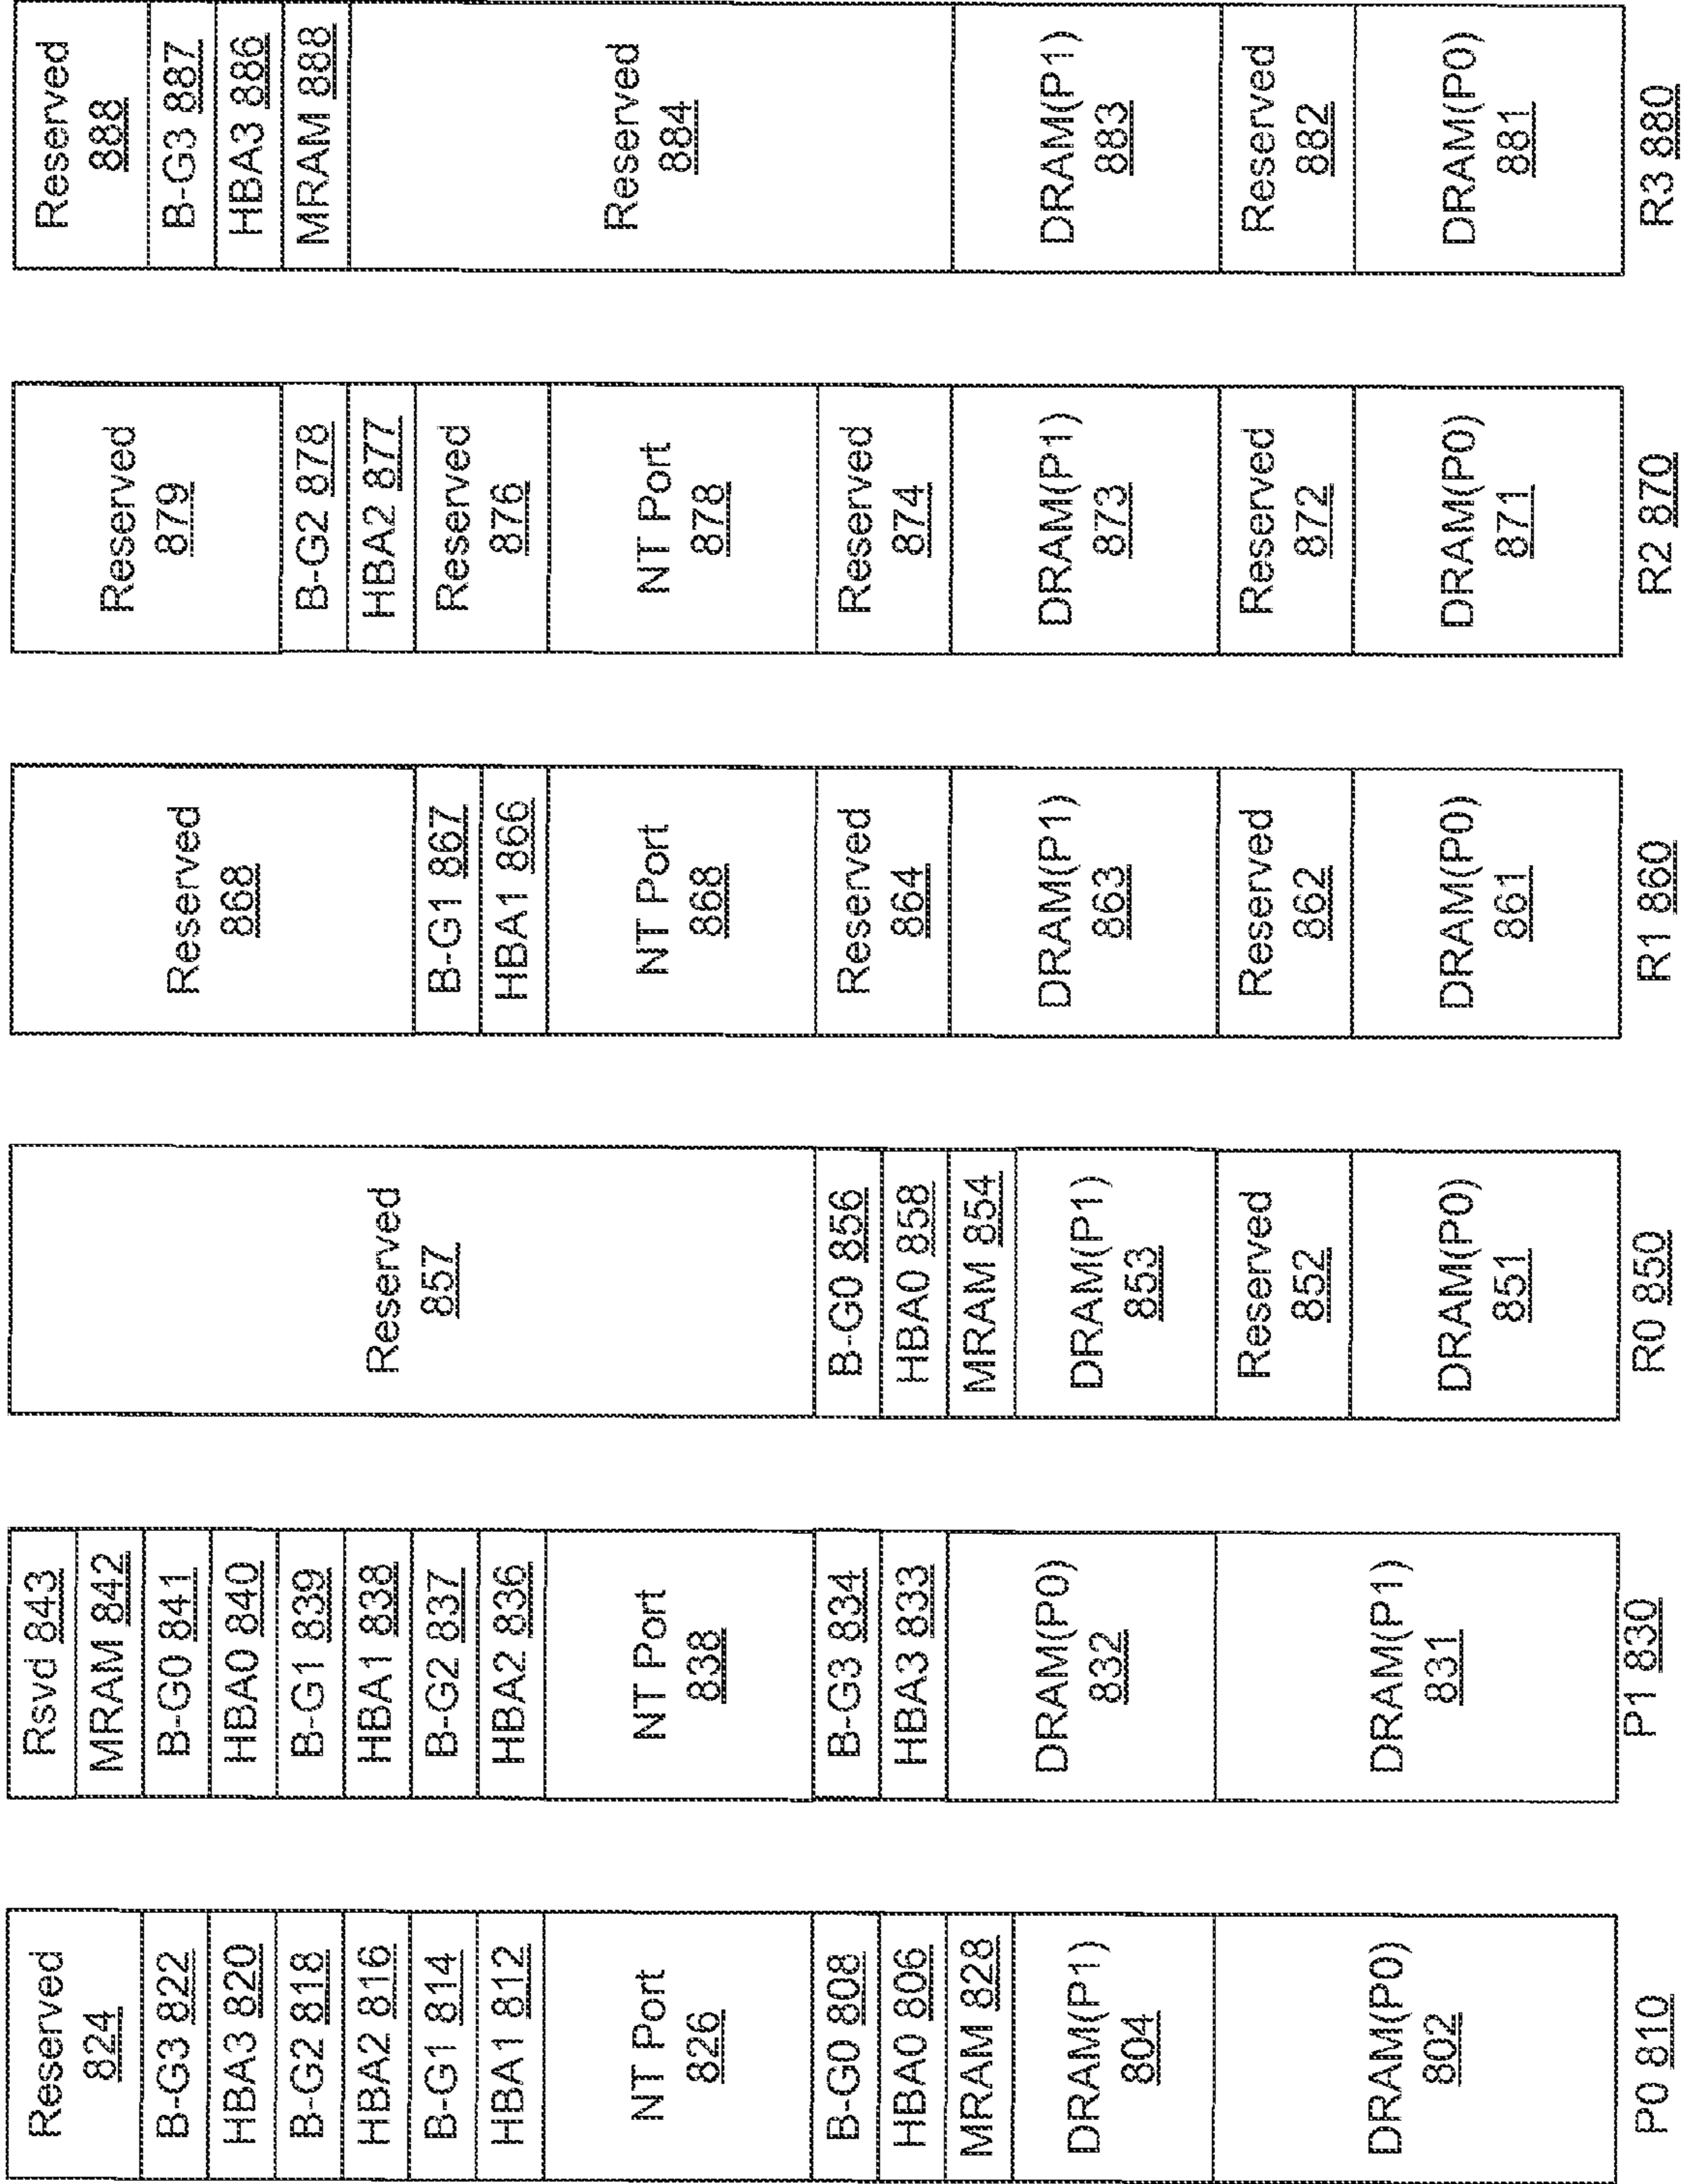 Reserved
824
B-G3 822
HBA3 820
B-G2 818
HBA2 816
B-G1 814
HBA1 812
NT Port
826
B-G0 808
HBA0 806
MRAM 828
DRAM(P1)
804
DRAM(P0)
802
P0 810
Rsvd 843
MRAM 842
B-G0 841
HBA0 840
B-G1 839
HBA1 838
B-G2 837
HBA2 836
NT Port
838
B-G3 834
HBA3 833
DRAM(P0)
832
DRAM(P1)
831
P1 830
Reserved
857
B-G0 856
HBA0 858
MRAM 854
DRAM(P1)
853
Reserved
852
DRAM(P0)
851
R0 850
Reserved
868
B-G1 867
HBA1 866
NT Port
868
Reserved
864
DRAM(P1)
863
Reserved
862
DRAM(P0)
861
R1 860
Reserved
879
B-G2 878
HBA2 877
Reserved
876
NT Port
878
Reserved
874
DRAM(P1)
873
Reserved
872
DRAM(P0)
871
R2 870
Reserved
888
B-G3 887
HBA3 886
MRAM 888
Reserved
884
DRAM(P1)
883
Reserved
882
DRAM(P0)
881
R3 880